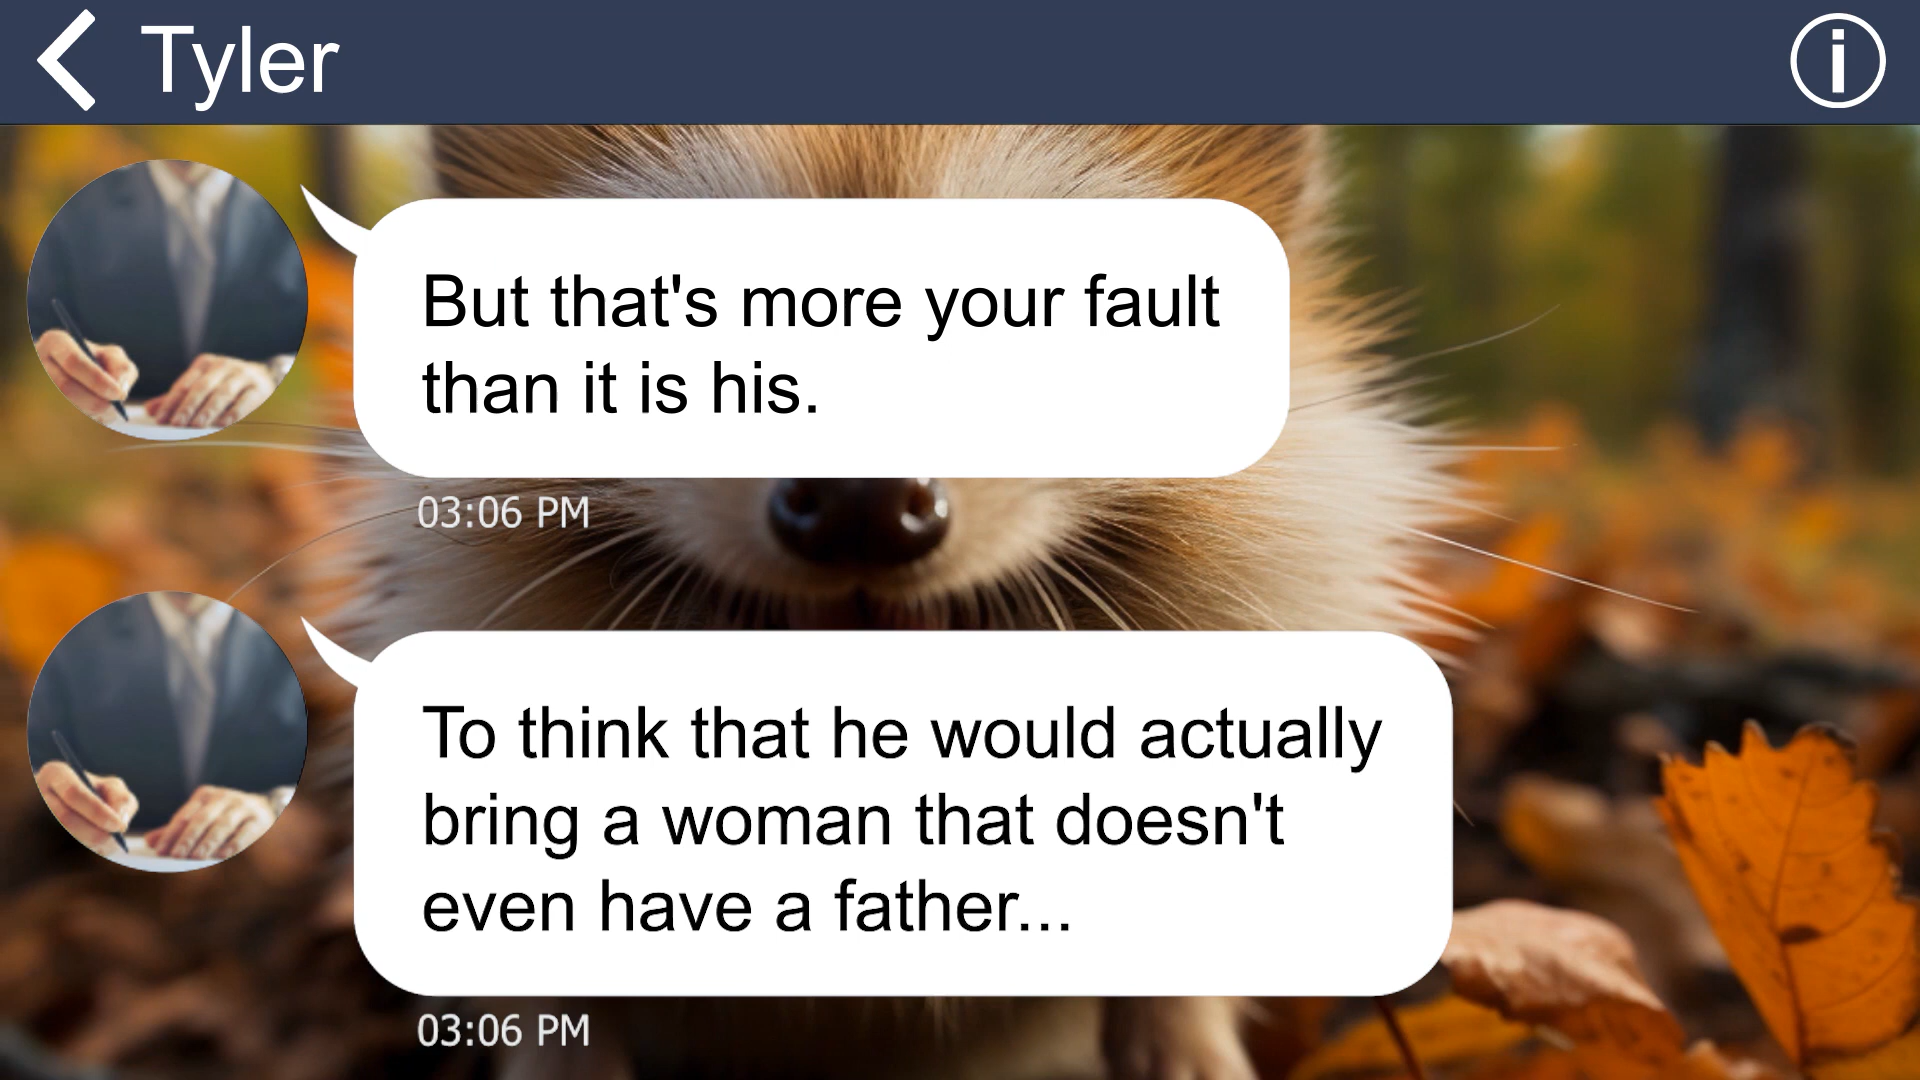 Tyler
But that's more your fault
than it is his.
03:06 PM
To think that he would actually
bring a woman that doesn't
even have a father...
03:06 PM